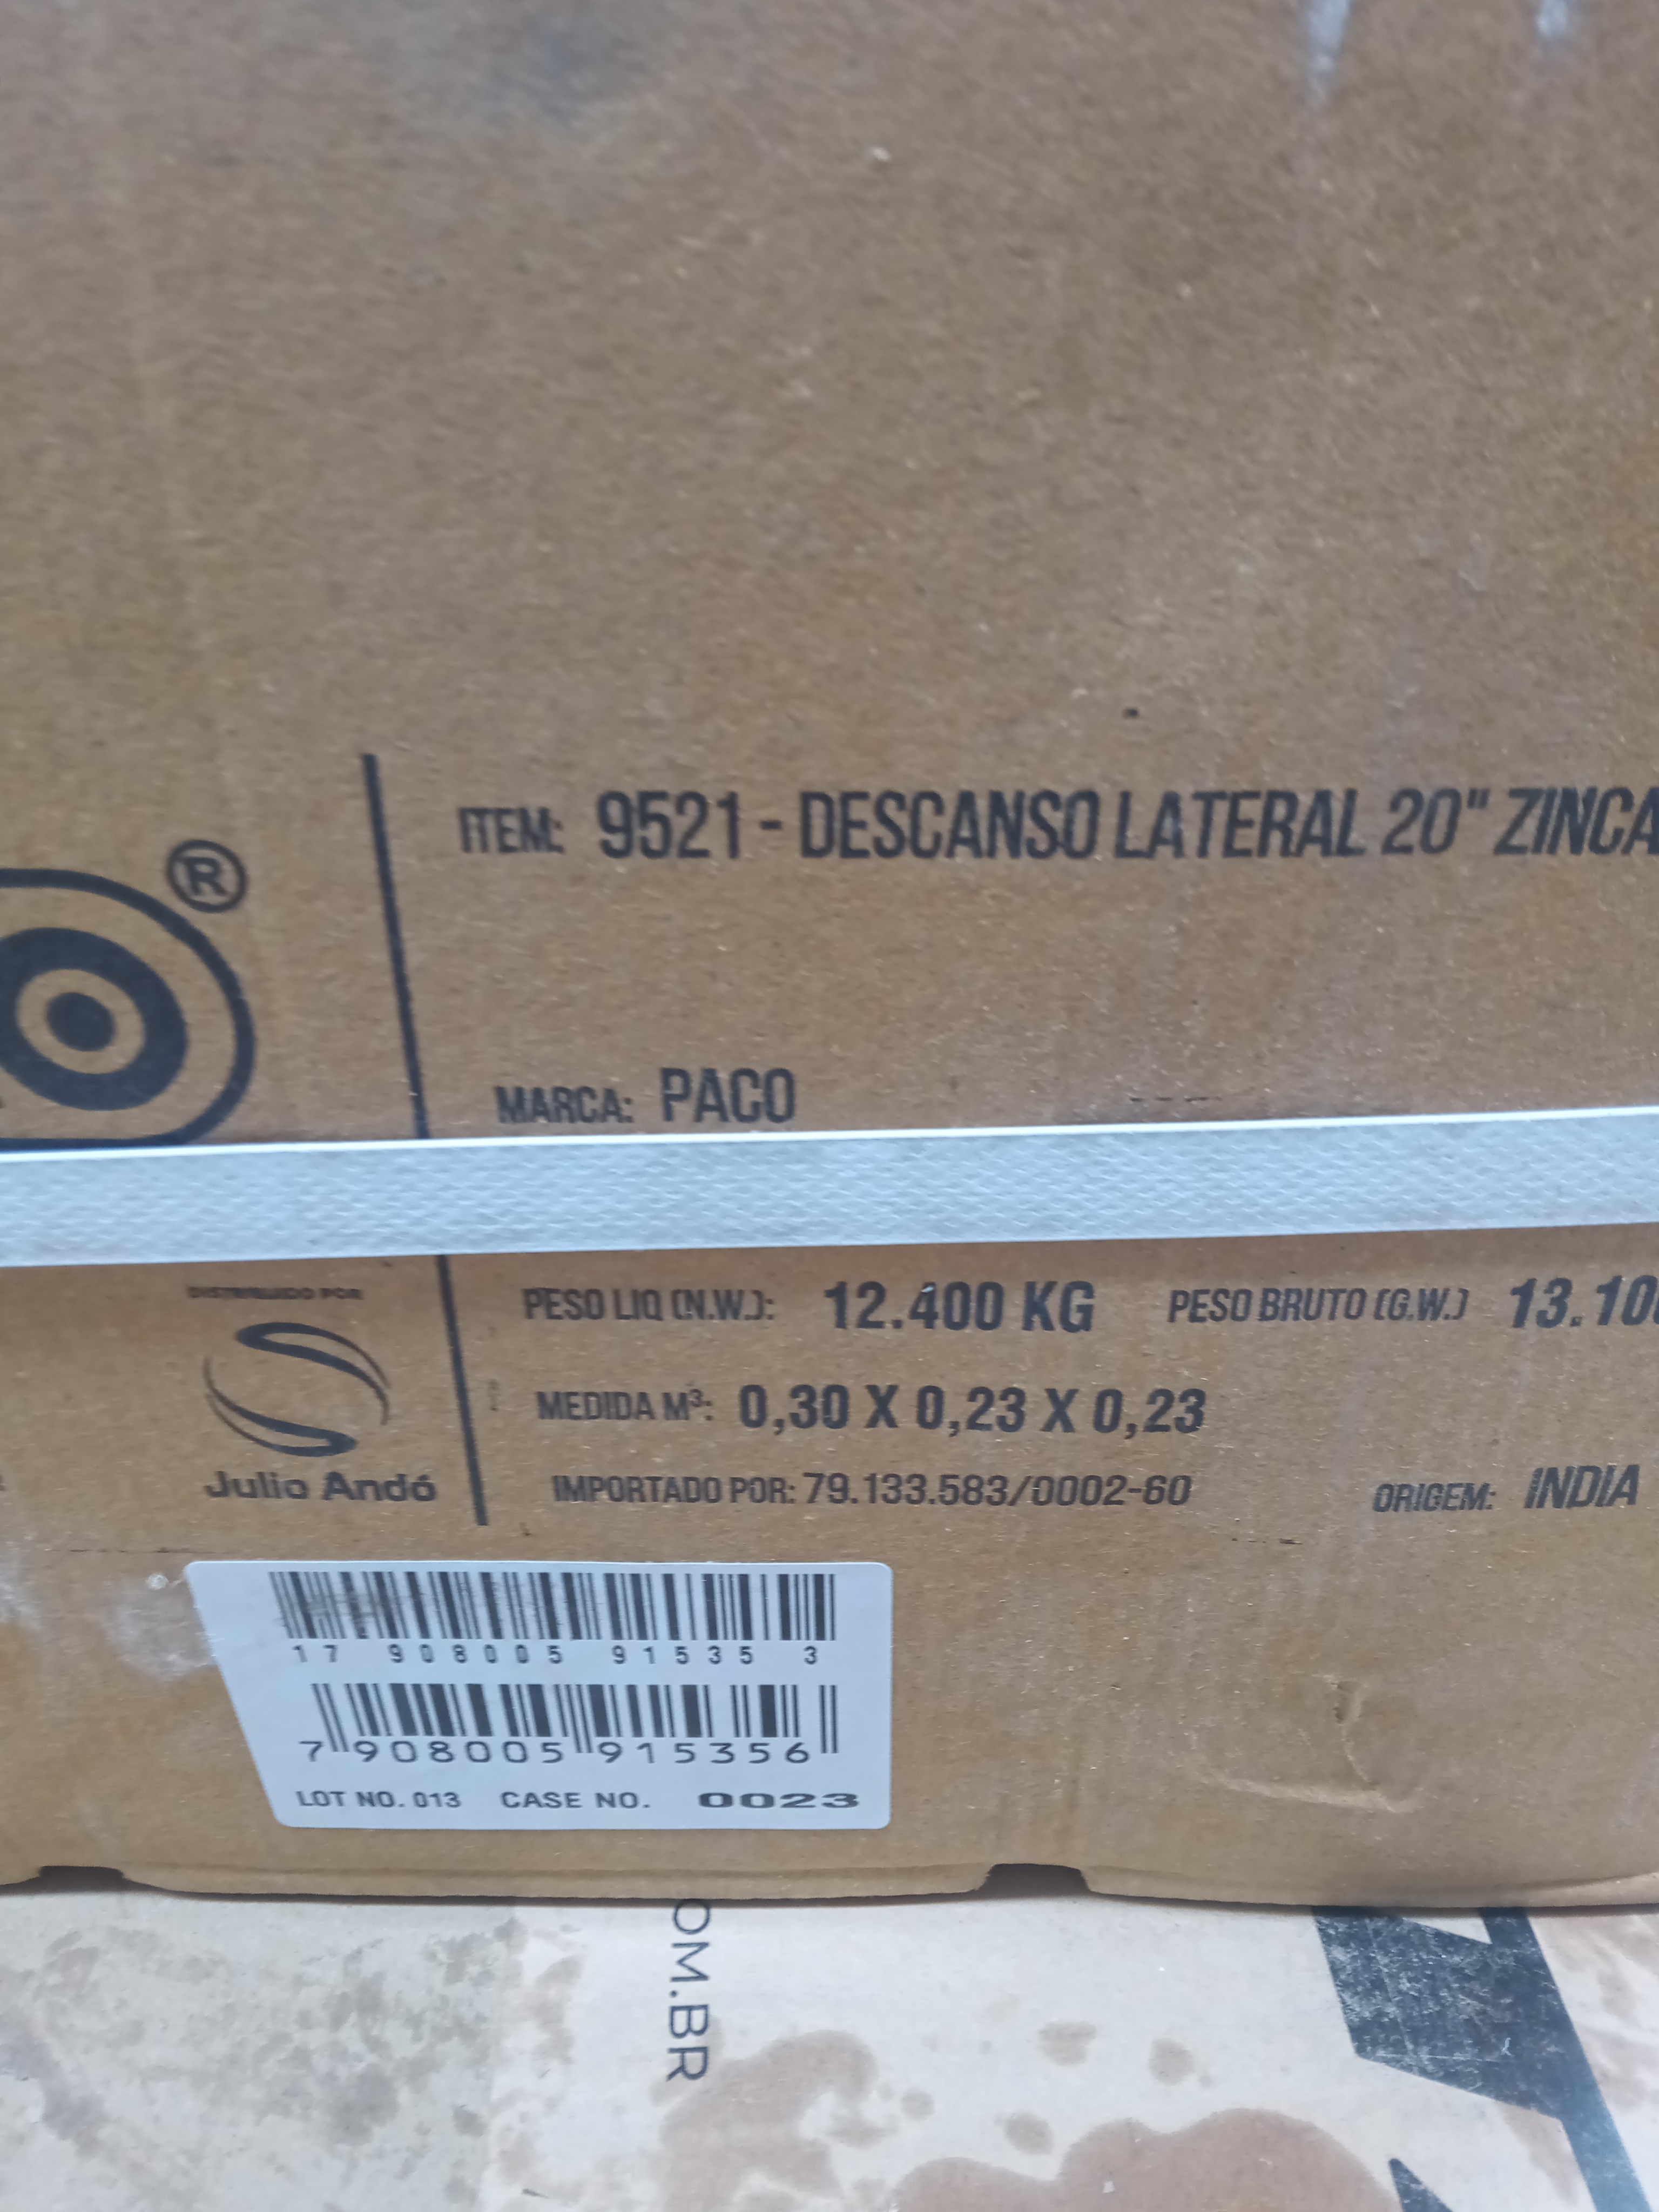 ITEM: 9521 - DESCANSO LATERAL 20" ZINCA
®
MARCA: PACO
DISTRIBUIDO POR
Julio Andó
PESO LIQ (N.W.): 12.400 KG PESO BRUTO (G.W.) 13.10
MEDIDA M³: 0,30 X 0,23 X 0,23
IMPORTADO POR: 79.133.583/0002-60 ORIGEM: INDIA
17 908005 91535 3
7 908005 915356
LOT NO. 013 CASE NO. 0023
OM.BR